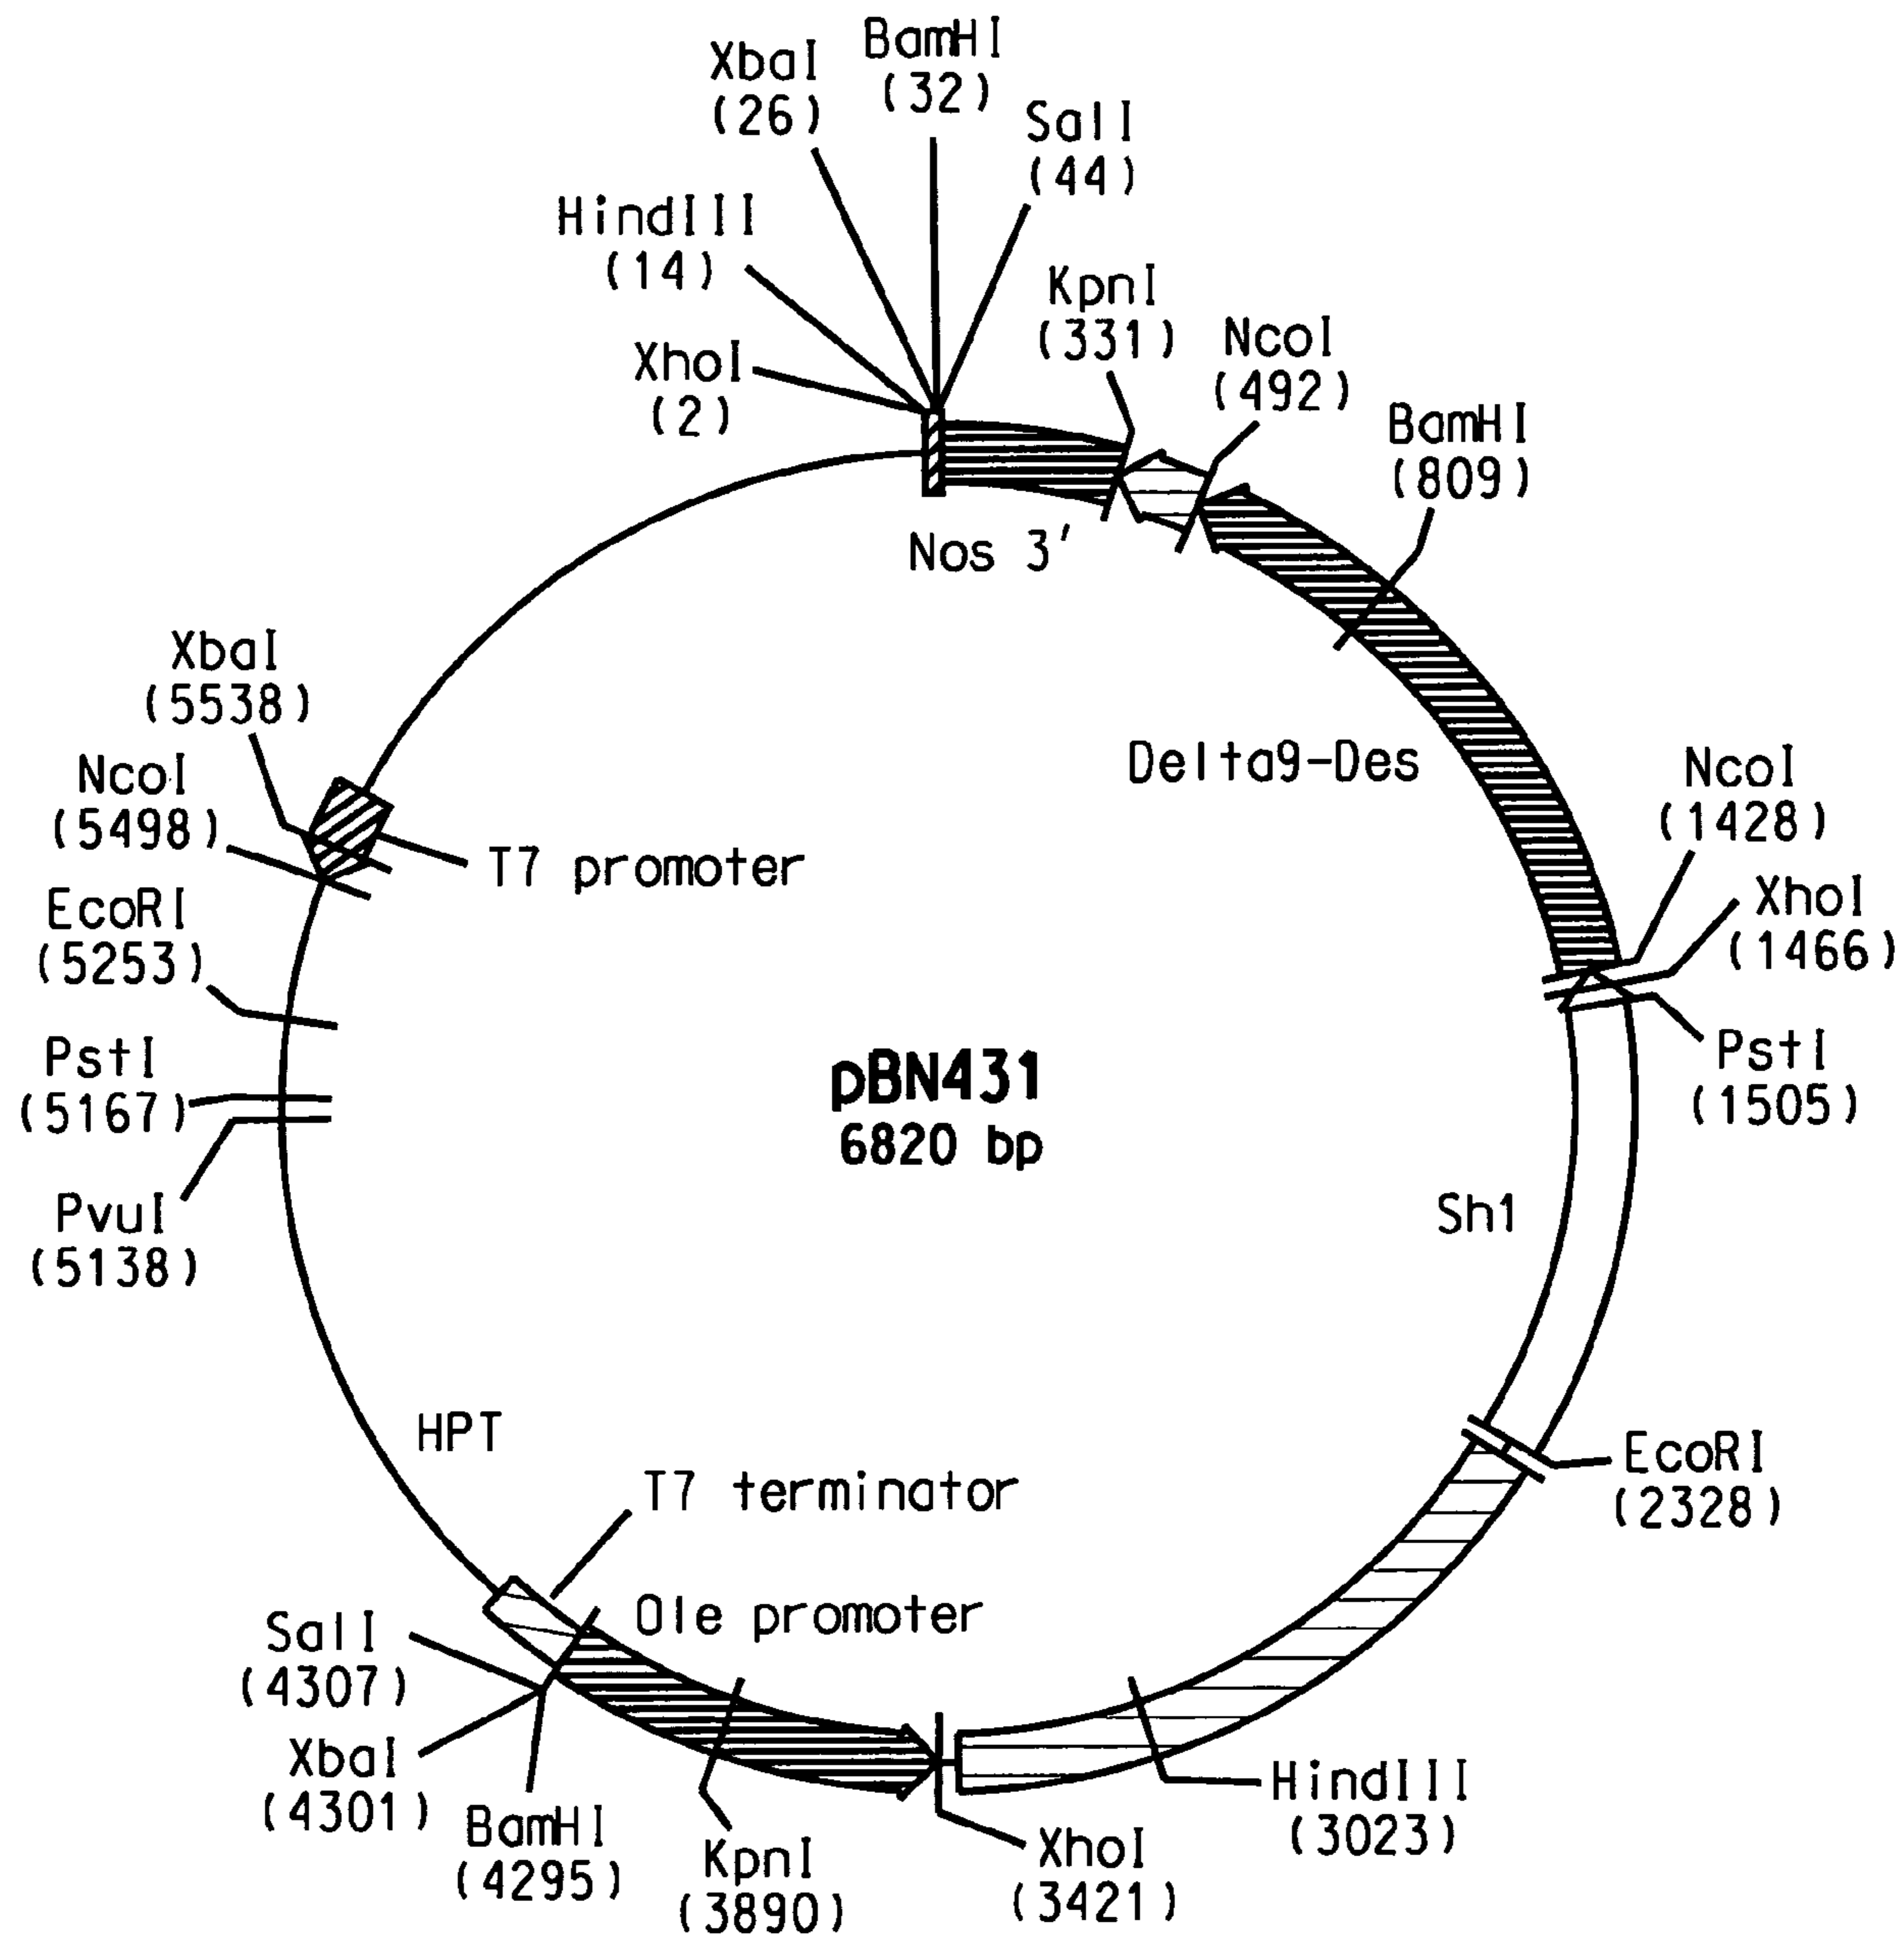 XbaI
(26)
BamHI
(32)
SalI
(44)
HindIII
(14)
KpnI
(331)
XhoI
(2)
NcoI
(492)
BamHI
(809)
Nos 3'
XbaI
(5538)
Delta9-Des
NcoI
(1428)
NcoI
(5498)
T7 promoter
EcoRI
(5253)
XhoI
(1466)
PstI
(5167)
PstI
(1505)
pBN431
6820 bp
PvuI
(5138)
Sh1
HPT
EcoRI
(2328)
T7 terminator
Ole promoter
SalI
(4307)
XbaI
(4301)
BamHI
(4295)
KpnI
(3890)
XhoI
(3421)
HindIII
(3023)